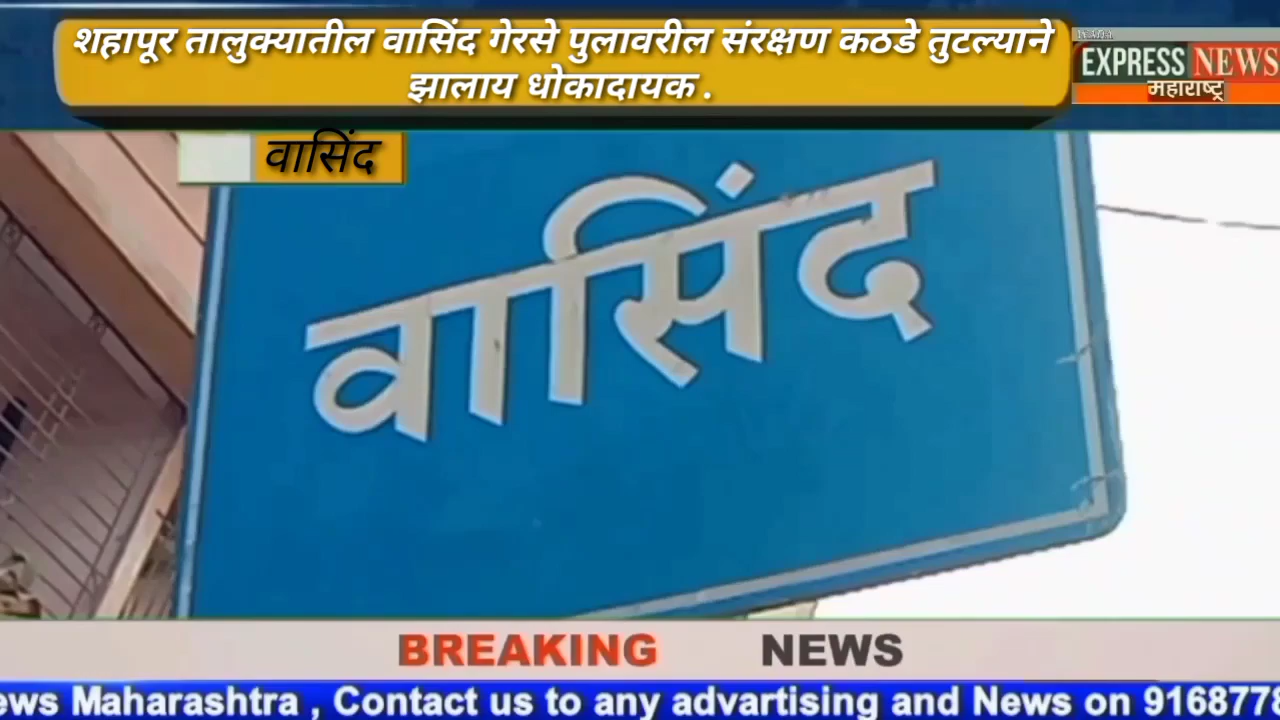 शहापूर तालुक्यातील वासिंद गेरसे पुलावरील संरक्षण कठडे तुटल्याने
झालाय धोकादायक .
EXPRESS NEWS
महाराष्ट्र
वासिंद
वासिंद
BREAKING NEWS
ews Maharashtra , Contact us to any advartising and News on 9168778